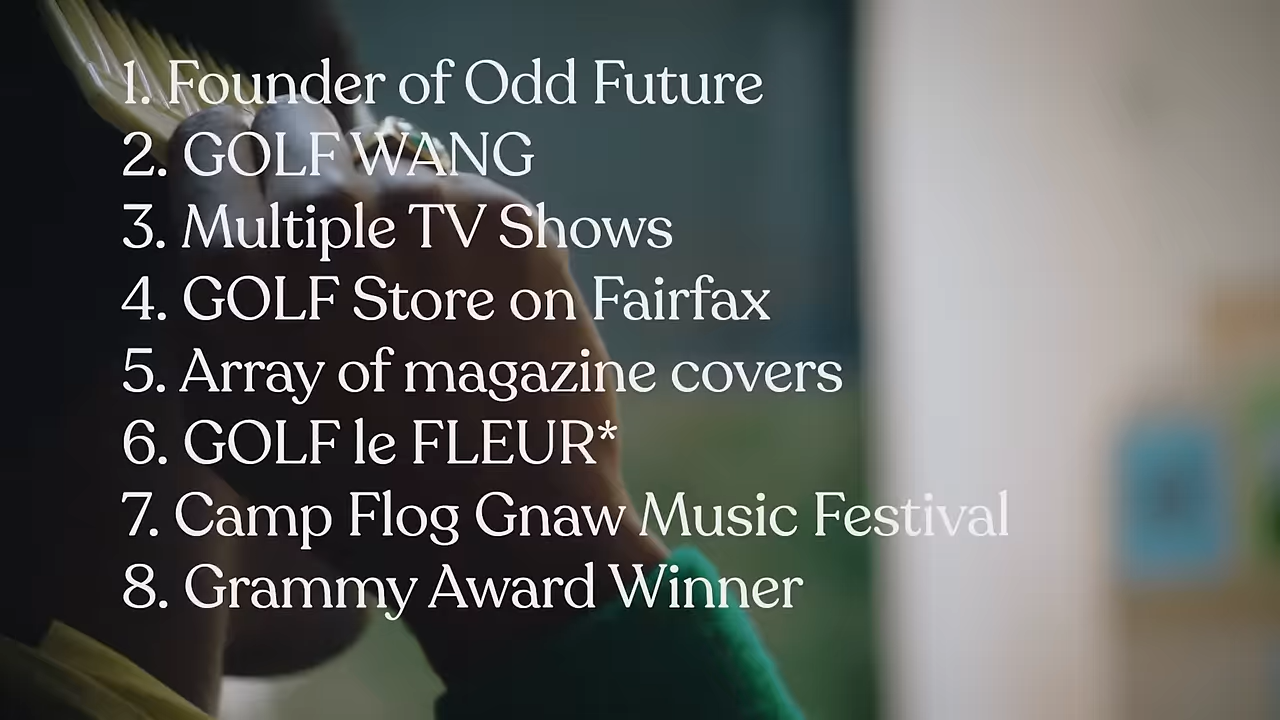 1. Founder of Odd Future
2. GOLF WANG
3. Multiple TV Shows
4. GOLF Store on Fairfax
5. Array of magazine covers
6. GOLF le FLEUR*
7. Camp Flog Gnaw Music Festival
8. Grammy Award Winner